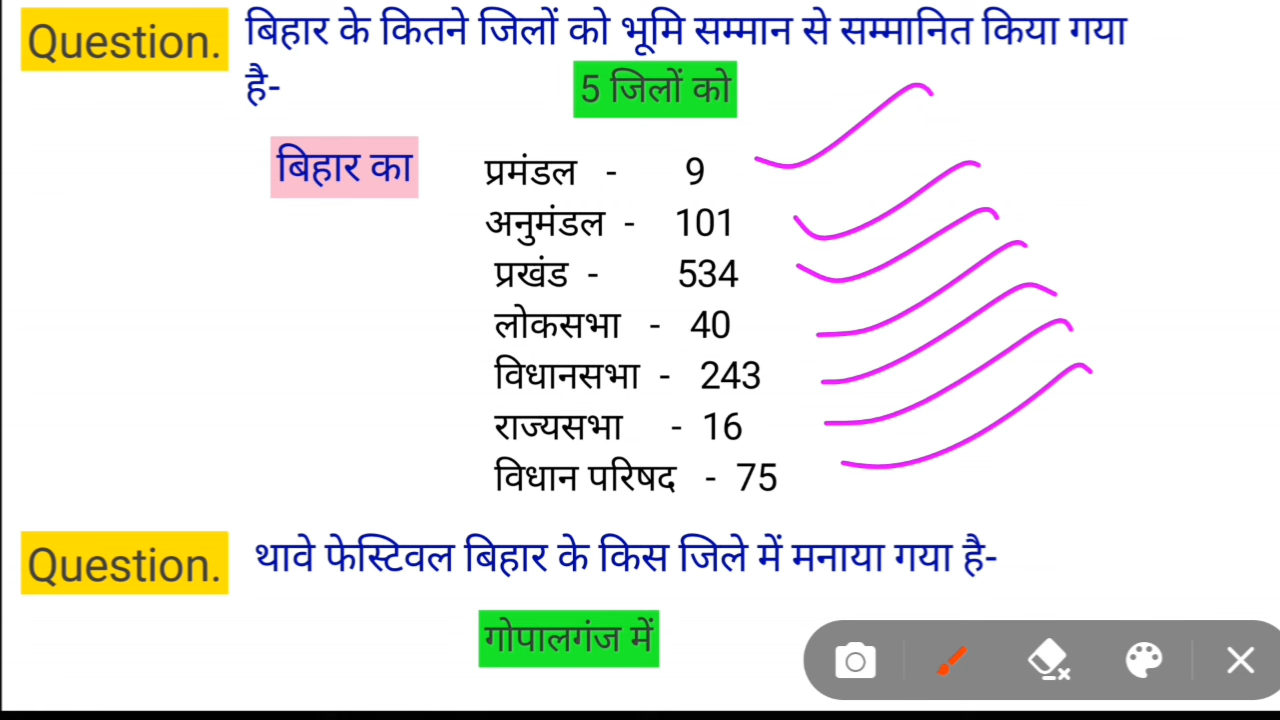 Question. बिहार के कितने जिलों को भूमि सम्मान से सम्मानित किया गया
है-
5 जिलों को
बिहार का
प्रमंडल - 9
अनुमंडल - 101
प्रखंड - 534
लोकसभा - 40
विधानसभा - 243
राज्यसभा - 16
विधान परिषद - 75
Question. थावे फेस्टिवल बिहार के किस जिले में मनाया गया है-
गोपालगंज में